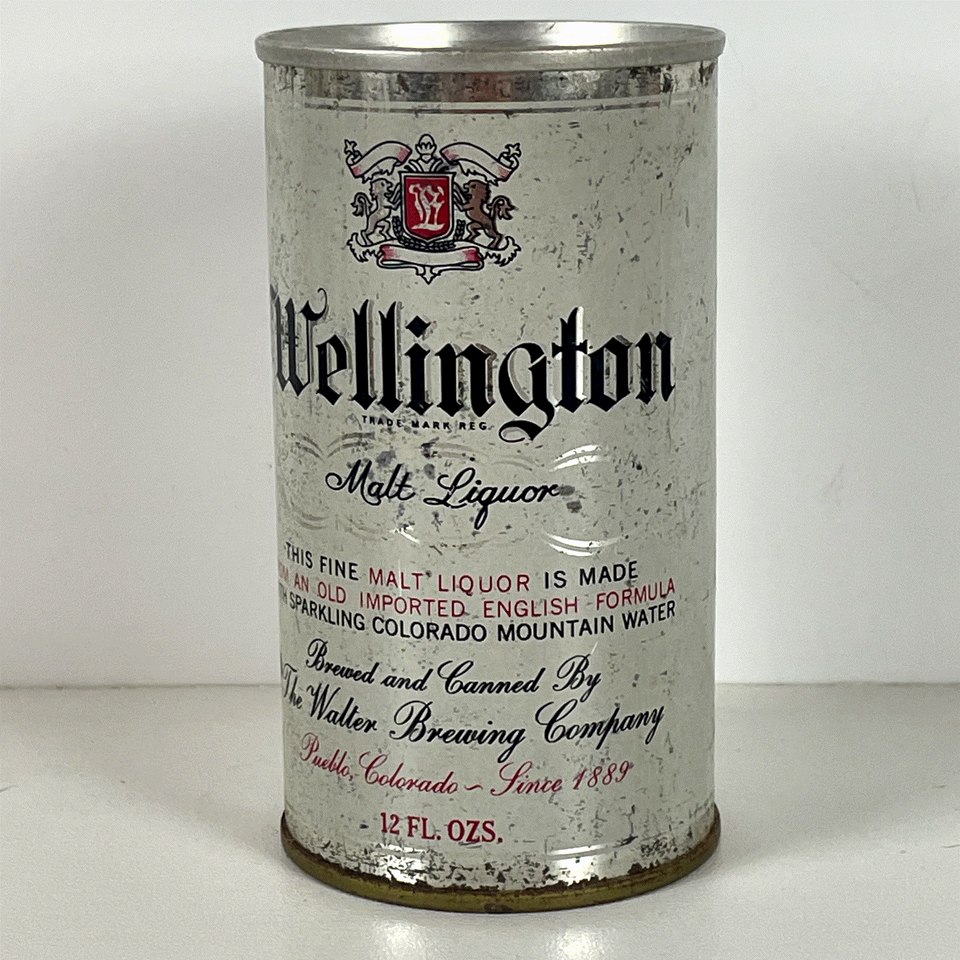 W
Wellington
TRADE MARK REG.
Malt Liquor
THIS FINE MALT LIQUOR IS MADE
AN OLD IMPORTED ENGLISH FORMULA
SPARKLING COLORADO MOUNTAIN WATER
Brewed and Canned By
The Walter Brewing Company
Pueblo, Colorado ~ Since 1889
12 FL. OZS.